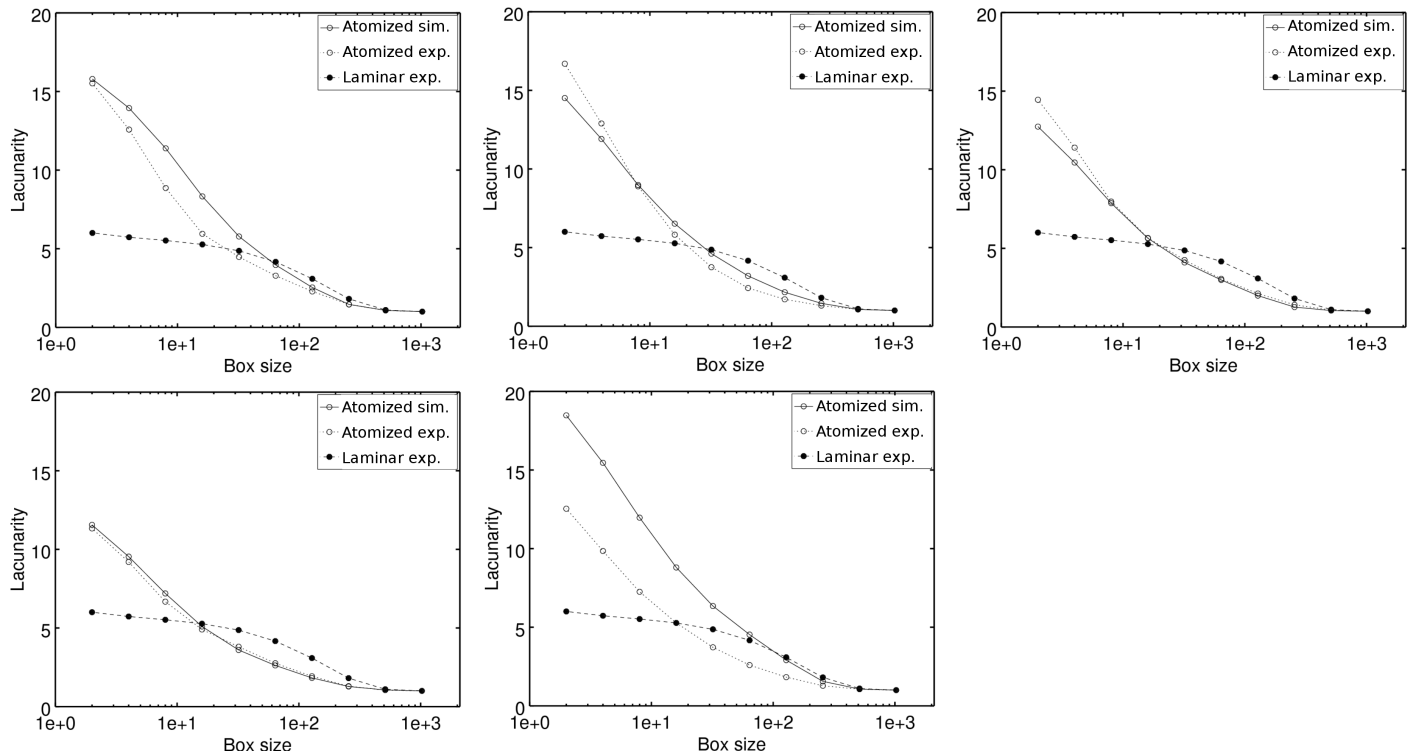 20
15
10
5
0
Lacunarity
1e+0
1e+1
1e+2
1e+3
Box size
Atomized sim.
Atomized exp.
Laminar exp.
20
15
10
5
0
Lacunarity
1e+0
1e+1
1e+2
1e+3
Box size
Atomized sim.
Atomized exp.
Laminar exp.
20
15
10
5
0
Lacunarity
1e+0
1e+1
1e+2
1e+3
Box size
Atomized sim.
Atomized exp.
Laminar exp.
20
15
10
5
0
Lacunarity
1e+0
1e+1
1e+2
1e+3
Box size
Atomized sim.
Atomized exp.
Laminar exp.
20
15
10
5
0
Lacunarity
1e+0
1e+1
1e+2
1e+3
Box size
Atomized sim.
Atomized exp.
Laminar exp.